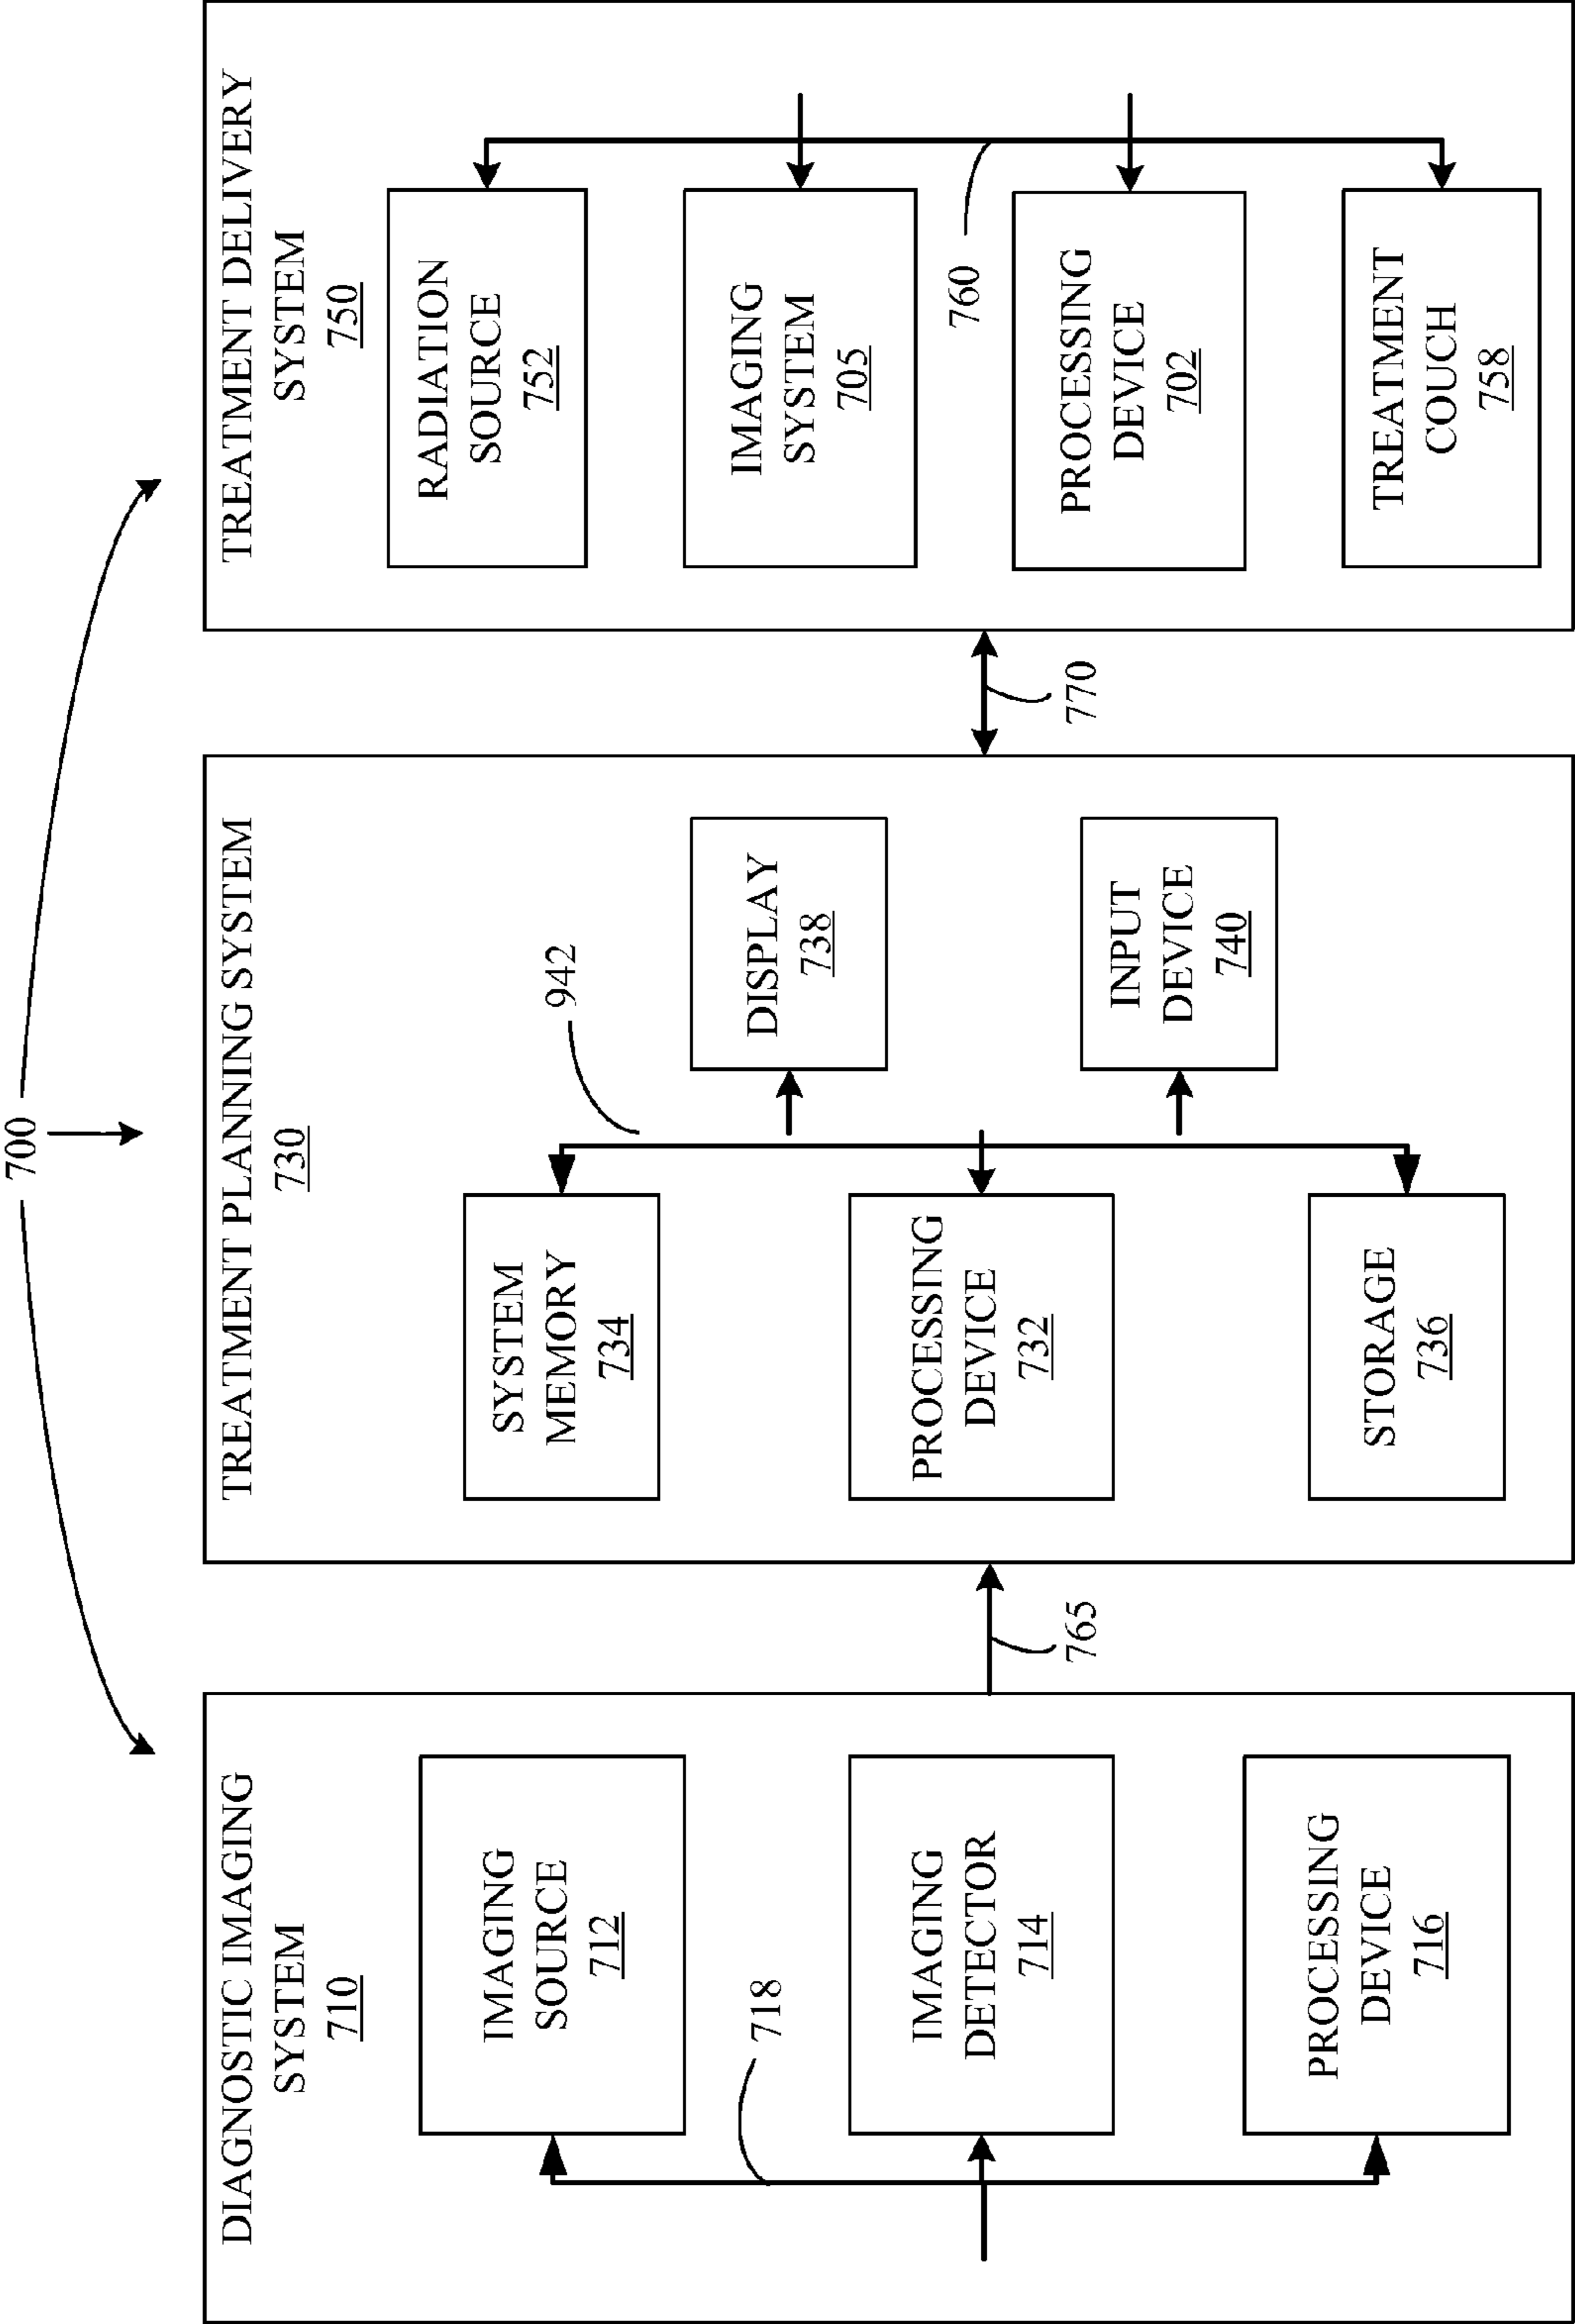 700
DIAGNOSTIC IMAGING
SYSTEM
710
IMAGING
SOURCE
712
718
IMAGING
DETECTOR
714
PROCESSING
DEVICE
716
765
TREATMENT PLANNING SYSTEM
730
942
SYSTEM
MEMORY
734
DISPLAY
738
PROCESSING
DEVICE
732
INPUT
DEVICE
740
STORAGE
736
770
TREATMENT DELIVERY
SYSTEM
750
RADIATION
SOURCE
752
IMAGING
SYSTEM
705
760
PROCESSING
DEVICE
702
TREATMENT
COUCH
758